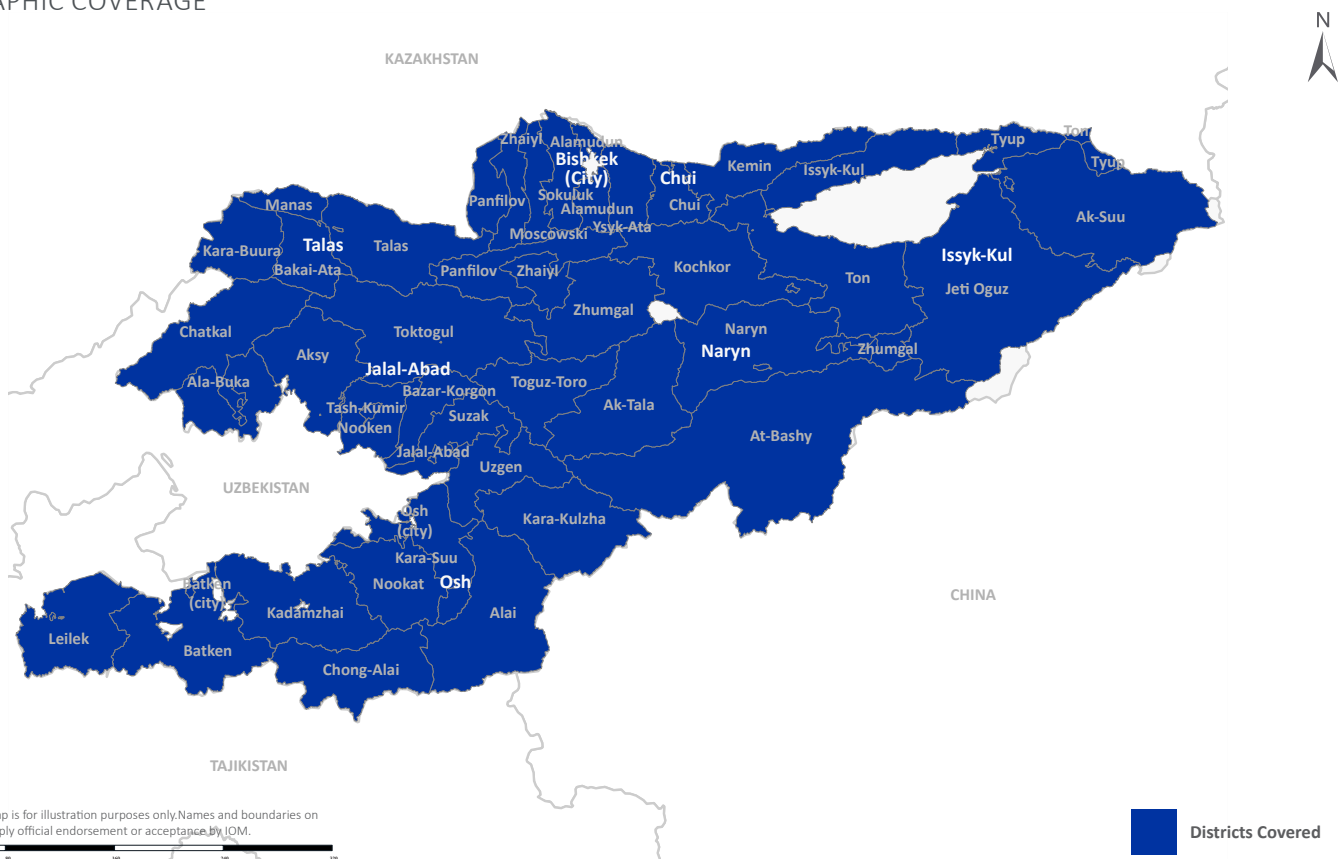 APHIC COVERAGE
N
KAZAKHSTAN
Zhaiyl
Alamudun
Bishkek
(City)
Ton
Tyup
Tyup
Kemin
Issyk-Kul
Chui
Chui
Panfilov
Sokuluk
Alamudun
Ysyk-Ata
Moscowski
Manas
Ak-Suu
Kara-Buura
Talas
Talas
Bakai-Ata
Panfilov
Zhaiyl
Kochkor
Ton
Issyk-Kul
Jeti Oguz
Zhumgal
Chatkal
Toktogul
Naryn
Naryn
Zhumgal
Aksy
Jalal-Abad
Ala-Buka
Bazar-Korgon
Toguz-Toro
Tash-Kumir
Nooken
Suzak
Ak-Tala
At-Bashy
Jalal-Abad
Uzgen
UZBEKISTAN
Osh
(city)
Kara-Kulzha
Kara-Suu
Nookat
Osh
Batken
(city)
Kadamzhai
Alai
CHINA
Leilek
Batken
Chong-Alai
TAJIKISTAN
ap is for illustration purposes only.Names and boundaries on
ply official endorsement or acceptance by IOM.
Districts Covered